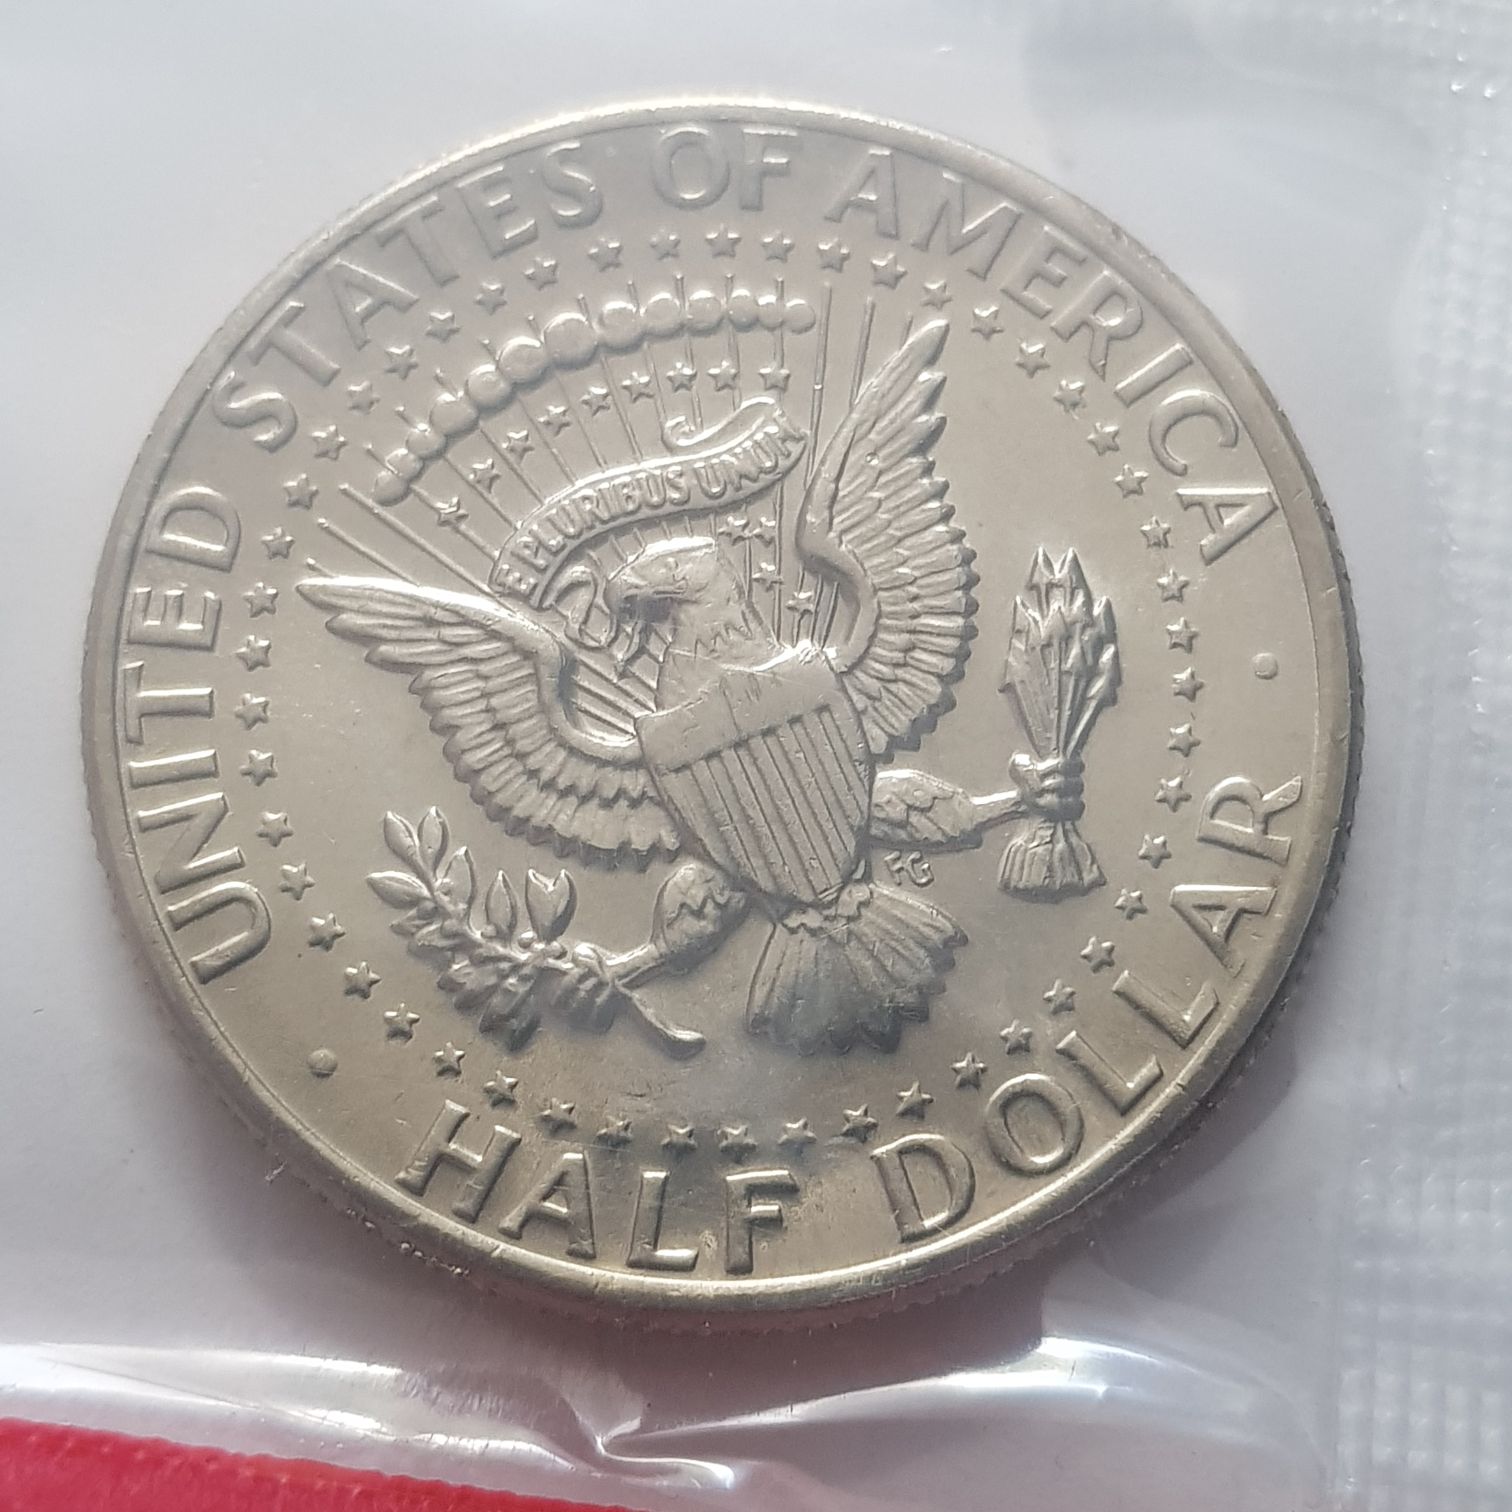 UNITED STATES OF AMERICA
E PLURIBUS UNUM
FG
HALF DOLLAR